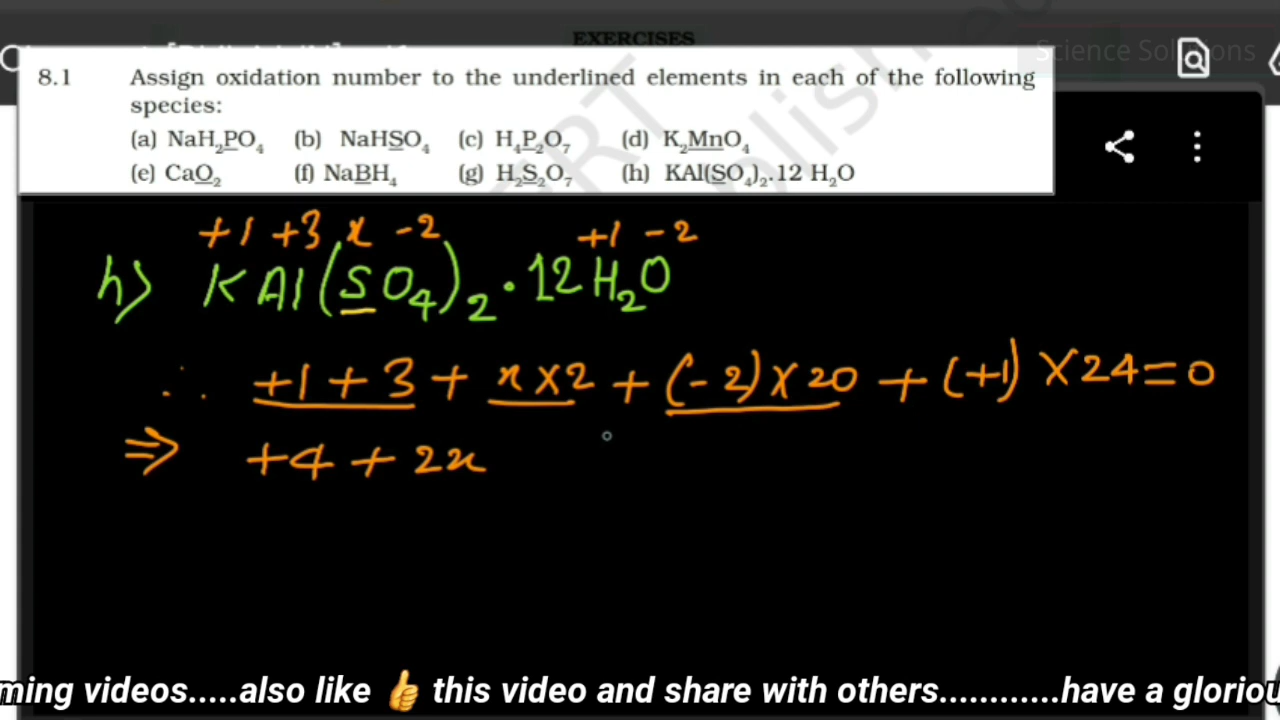 EXERCISES
Science Solutions
8.1 Assign oxidation number to the underlined elements in each of the following
species:
(a) NaH₂PO₄ (b) NaHSO₄ (c) H₄P₂O₇ (d) K₂MnO₄
(e) CaO₂ (f) NaBH₄ (g) H₂S₂O₇ (h) KAl(SO₄)₂.12 H₂O
+1 +3 x -2 +1 -2
h) KAl(SO₄)₂·12H₂O
∴ +1 + 3 + x×2 + (-2)×20 + (+1)×24=0
⇒ +4 + 2x
ming videos.....also like 👍 this video and share with others............have a gloriou